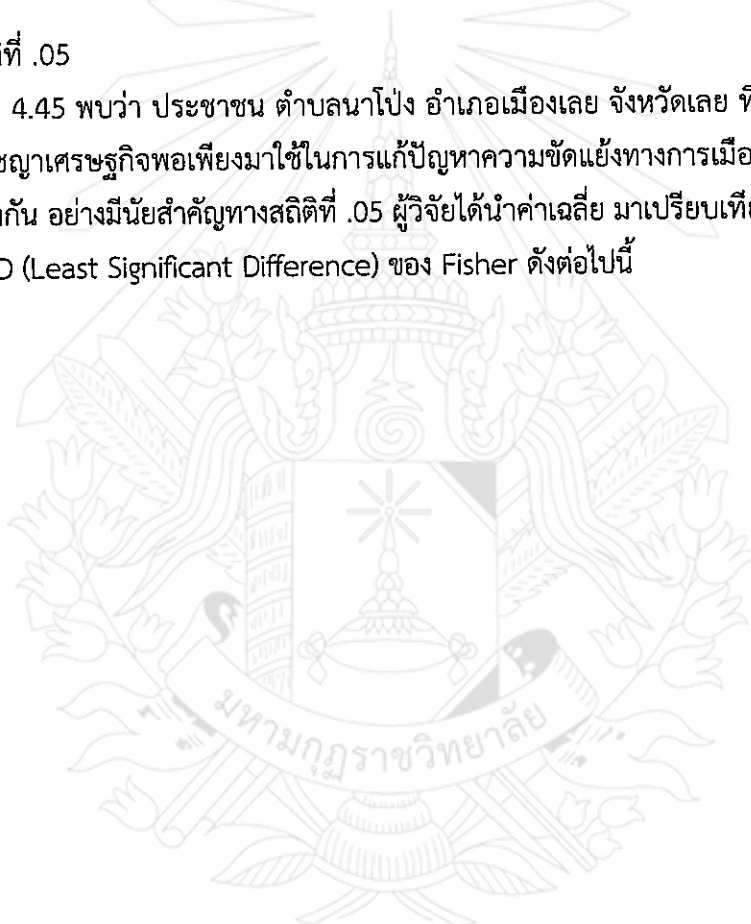 ที่ .05
4.45 พบว่า ประชาชน ตำบลนาโป่ง อำเภอเมืองเลย จังหวัดเลย
ชญาเศรษฐกิจพอเพียงมาใช้ในการแก้ปัญหาความขัดแย้งทางการเมือ
กัน อย่างมีนัยสำคัญทางสถิติที่ .05 ผู้วิจัยได้นำค่าเฉลี่ย มาเปรียบเที
D (Least Significant Difference) ของ Fisher ดังต่อไปนี้
มหามกุฏราชวิทยาลัย